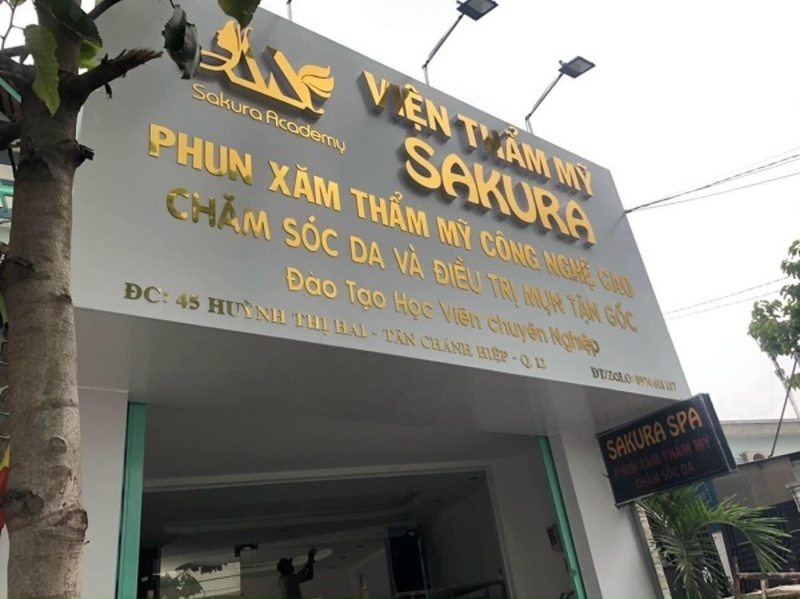 Sakura Academy
VIỆN THẨM MỸ
SAKURA
PHUN XĂM THẨM MỸ CÔNG NGHỆ CAO
CHĂM SÓC DA VÀ ĐIỀU TRỊ MỤN TẬN GỐC
Đào Tạo Học Viên chuyên Nghiệp
ĐC: 45 HUỲNH THỊ HAI - TÂN CHÁNH HIỆP - Q. 12
ĐT/ZaLO:
SAKURA SPA
PHUN XĂM THẨM MỸ
CHĂM SÓC DA